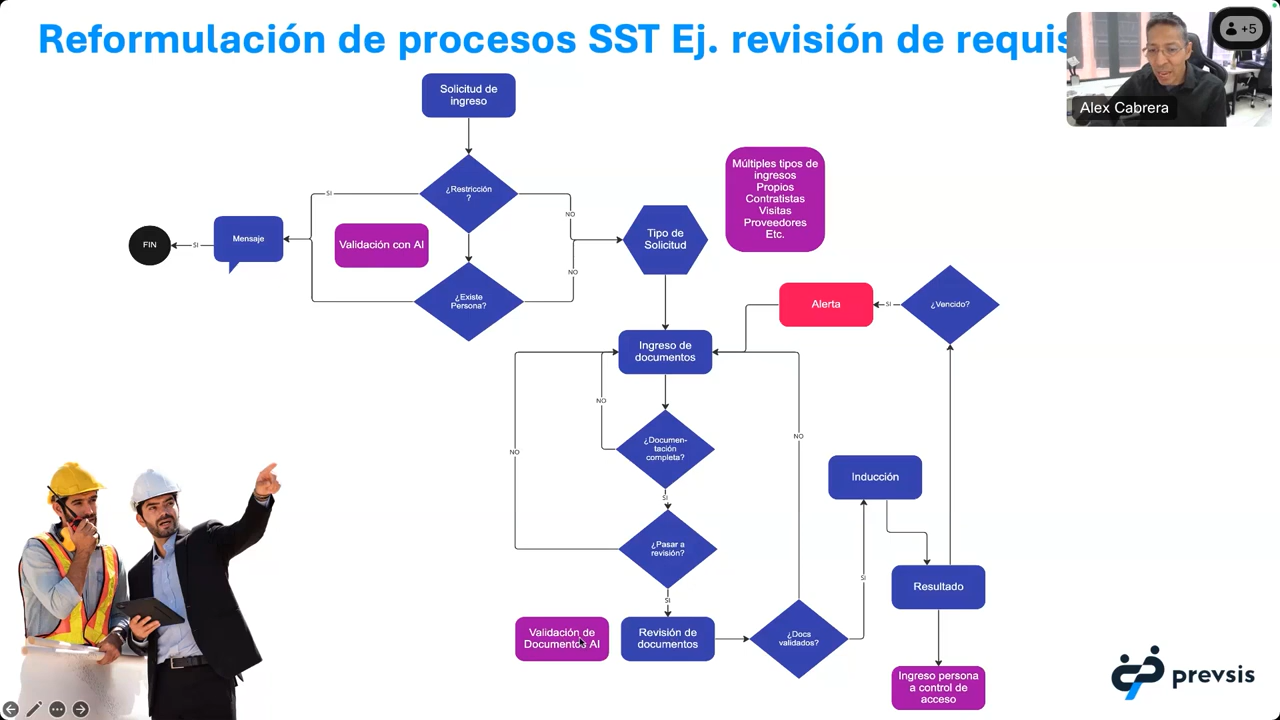 Reformulación de procesos SST Ej. revisión de requis
+5
Alex Cabrera
Solicitud de
ingreso
¿Restricción
?
SI
NO
Múltiples tipos de
ingresos
Propios
Contratistas
Visitas
Proveedores
Etc.
FIN
SI
Mensaje
Validación con AI
Tipo de
Solicitud
¿Existe
Persona?
NO
Alerta
SI
¿Vencido?
Ingreso de
documentos
NO
¿Documen-
tación
completa?
NO
NO
SI
Inducción
¿Pasar a
revisión?
SI
SI
Resultado
Validación de
Documentos AI
Revisión de
documentos
¿Docs
validados?
Ingreso persona
a control de
acceso
prevsis